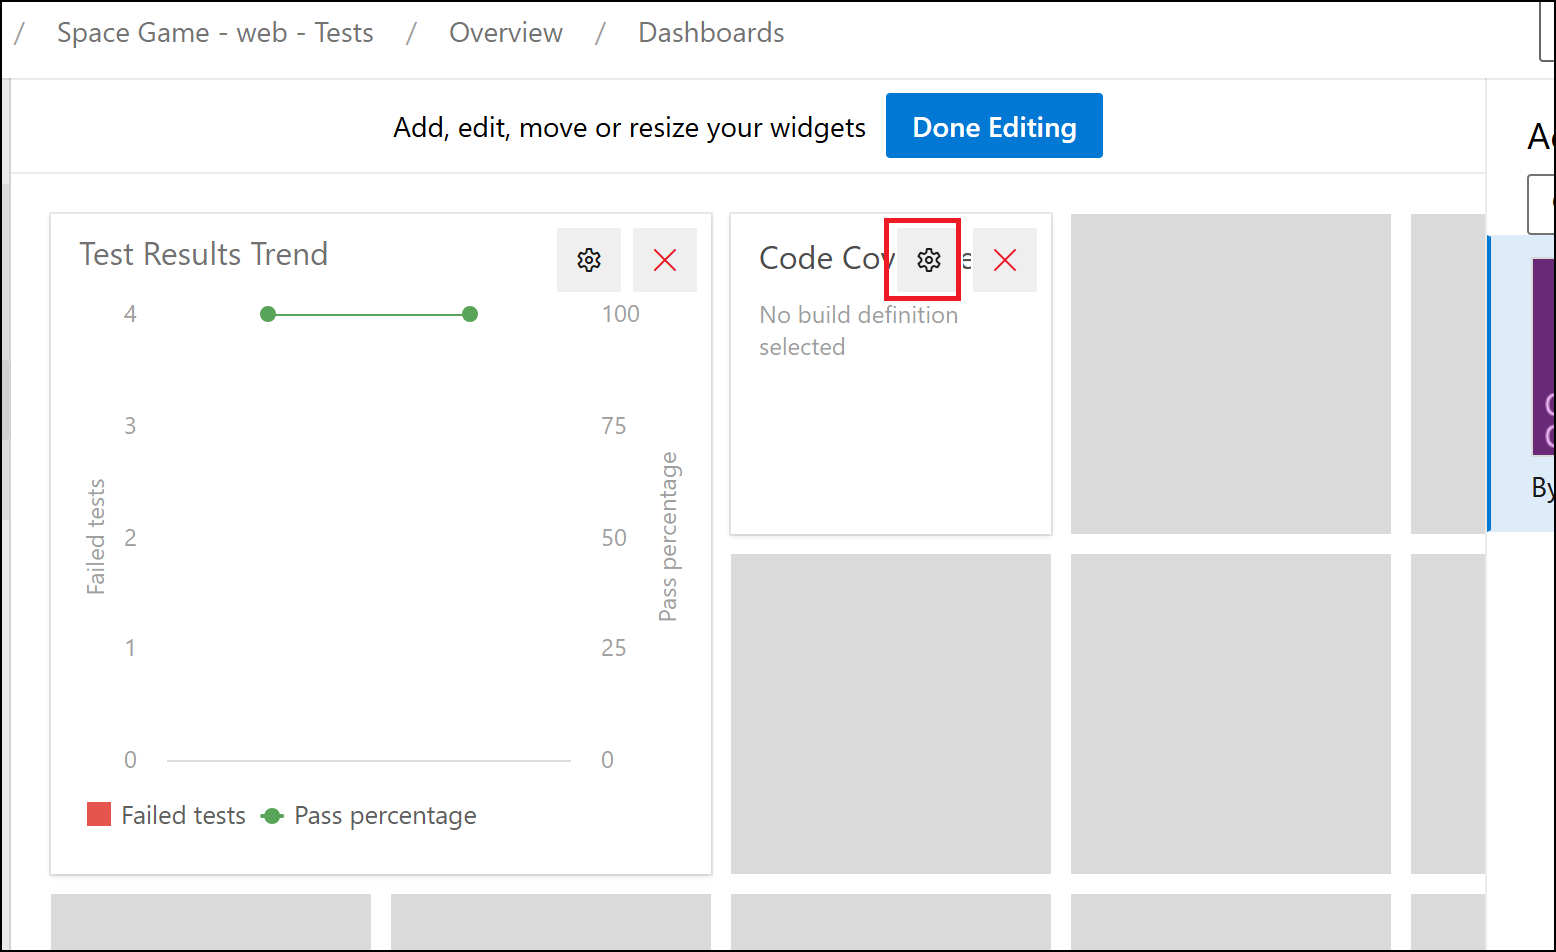 / Space Game - web - Tests / Overview / Dashboards
Add, edit, move or resize your widgets
Done Editing
Test Results Trend
4
3
2
1
0
Failed tests
100
75
50
25
0
Pass percentage
Failed tests
Pass percentage
Code Cov e
No build definition
selected
By